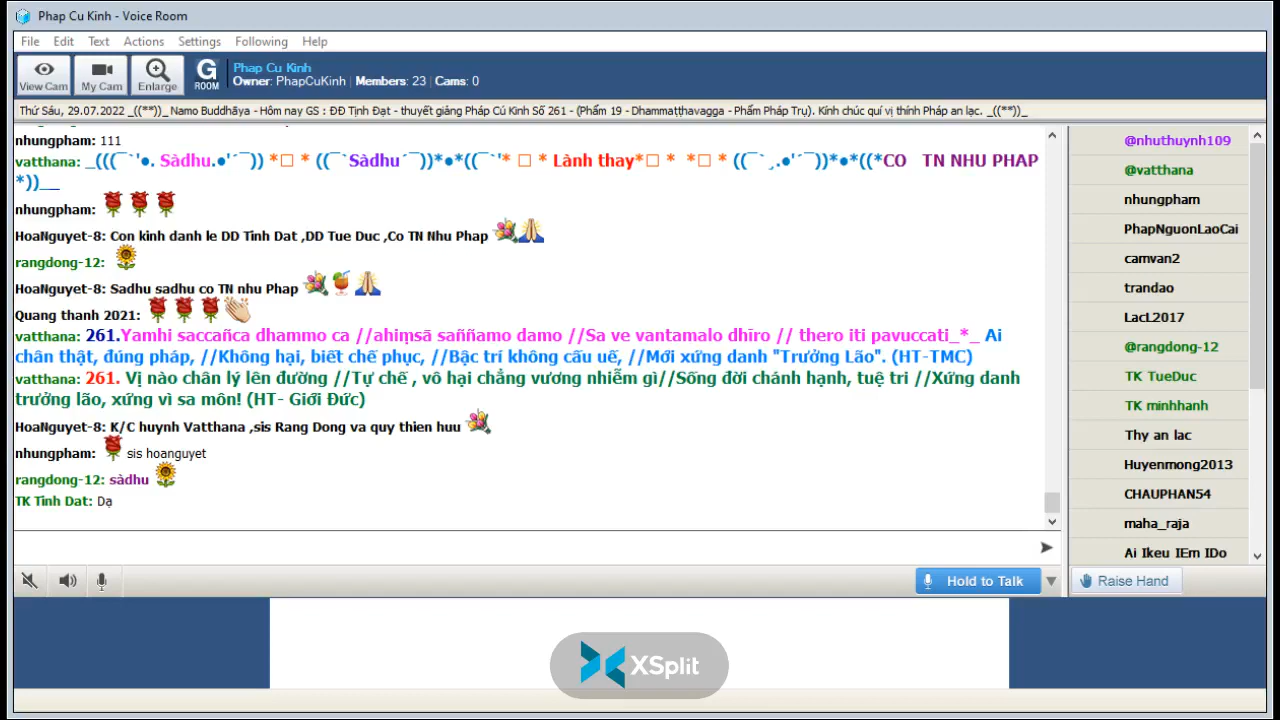 Phap Cu Kinh - Voice Room
File Edit Text Actions Settings Following Help
View Cam My Cam Enlarge G ROOM
Phap Cu Kinh
Owner: PhapCuKinh | Members: 23 | Cams: 0
Thứ Sáu, 29.07.2022 _((**))_ Namo Buddhāya - Hôm nay GS : ĐĐ Tịnh Đạt - thuyết giảng Pháp Cú Kinh Số 261 - (Phẩm 19 - Dhammaṭṭhavagga - Phẩm Pháp Trụ). Kính chúc quí vị thính Pháp an lạc. _((**))_
nhungpham: 111
vatthana: _(((¯`'●. Sàdhu.●'´¯)) *□ * ((¯`Sàdhu´¯))*●*((¯`'* □ * Lành thay*□ * *□ * ((¯`¸.●'´¯))*●*((*CO TN NHU PHAP
*))__
nhungpham: 🌹🌹🌹
HoaNguyet-8: Con kinh danh le DD Tinh Dat ,DD Tue Duc ,Co TN Nhu Phap 💐🙏
rangdong-12: 🌻
HoaNguyet-8: Sadhu sadhu co TN nhu Phap 💐🍹🙏
Quang thanh 2021: 🌹🌹🌹👏
vatthana: 261.Yamhi saccañca dhammo ca //ahiṃsā saññamo damo //Sa ve vantamalo dhīro // thero iti pavuccati_*_ Ai
chân thật, đúng pháp, //Không hại, biết chế phục, //Bậc trí không cấu uế, //Mới xứng danh "Trưởng Lão". (HT-TMC)
vatthana: 261. Vị nào chân lý lên đường //Tự chế , vô hại chẳng vương nhiễm gì//Sống đời chánh hạnh, tuệ tri //Xứng danh
trưởng lão, xứng vì sa môn! (HT- Giới Đức)
HoaNguyet-8: K/C huynh Vatthana ,sis Rang Dong va quy thien huu 💐
nhungpham: 🌹 sis hoanguyet
rangdong-12: sàdhu 🌻
TK Tinh Dat: Dạ
Hold to Talk
@nhuthuynh109
@vatthana
nhungpham
PhapNguonLaoCai
camvan2
trandao
LacL2017
@rangdong-12
TK TueDuc
TK minhhanh
Thy an lac
Huyenmong2013
CHAUPHAN54
maha_raja
Ai Ikeu IEm IDo
Raise Hand
XSplit